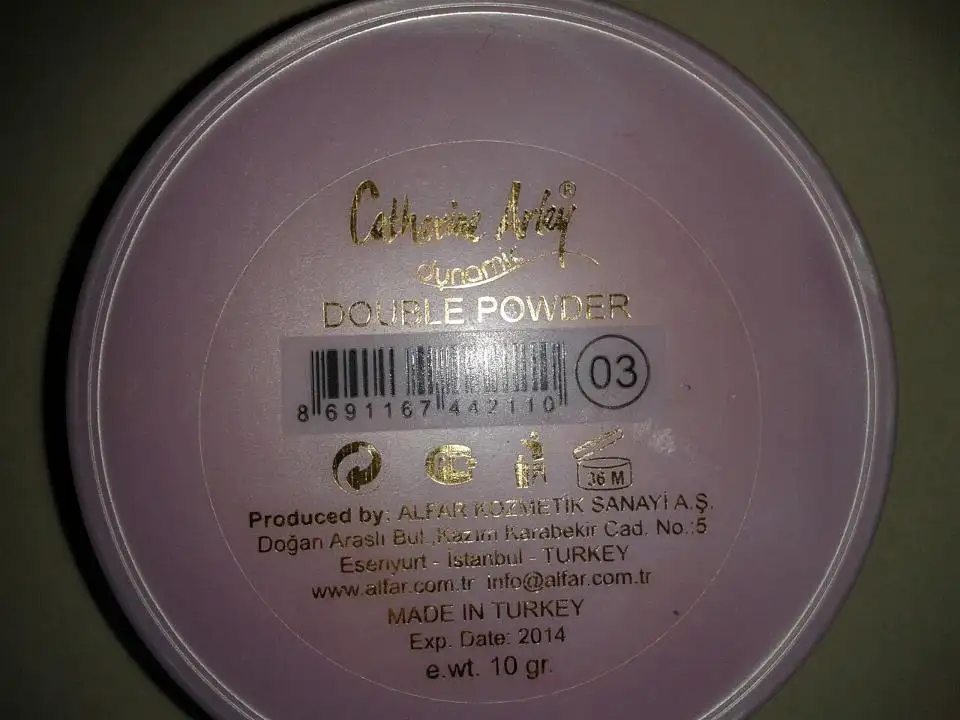 Catherine Arley®
dynamic
DOUBLE POWDER
03
8 691167 442110
36 M
Produced by: ALFAR KOZMETİK SANAYİ A.Ş.
Doğan Araslı Bul.,Kazım Karabekir Cad. No.:5
Esenyurt - İstanbul - TURKEY
www.alfar.com.tr info@alfar.com.tr
MADE IN TURKEY
Exp. Date: 2014
e.wt. 10 gr.